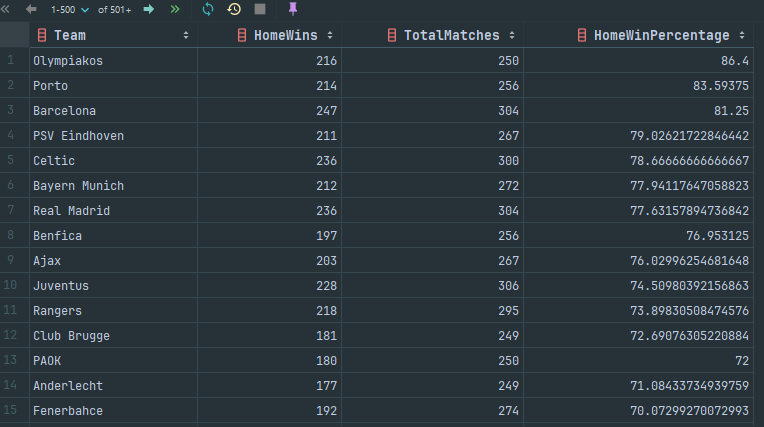 1-500 of 501+
Team HomeWins TotalMatches HomeWinPercentage
1 Olympiakos 216 250 86.4
2 Porto 214 256 83.59375
3 Barcelona 247 304 81.25
4 PSV Eindhoven 211 267 79.02621722846442
5 Celtic 236 300 78.66666666666667
6 Bayern Munich 212 272 77.94117647058823
7 Real Madrid 236 304 77.63157894736842
8 Benfica 197 256 76.953125
9 Ajax 203 267 76.02996254681648
10 Juventus 228 306 74.50980392156863
11 Rangers 218 295 73.89830508474576
12 Club Brugge 181 249 72.69076305220884
13 PAOK 180 250 72
14 Anderlecht 177 249 71.08433734939759
15 Fenerbahce 192 274 70.07299270072993